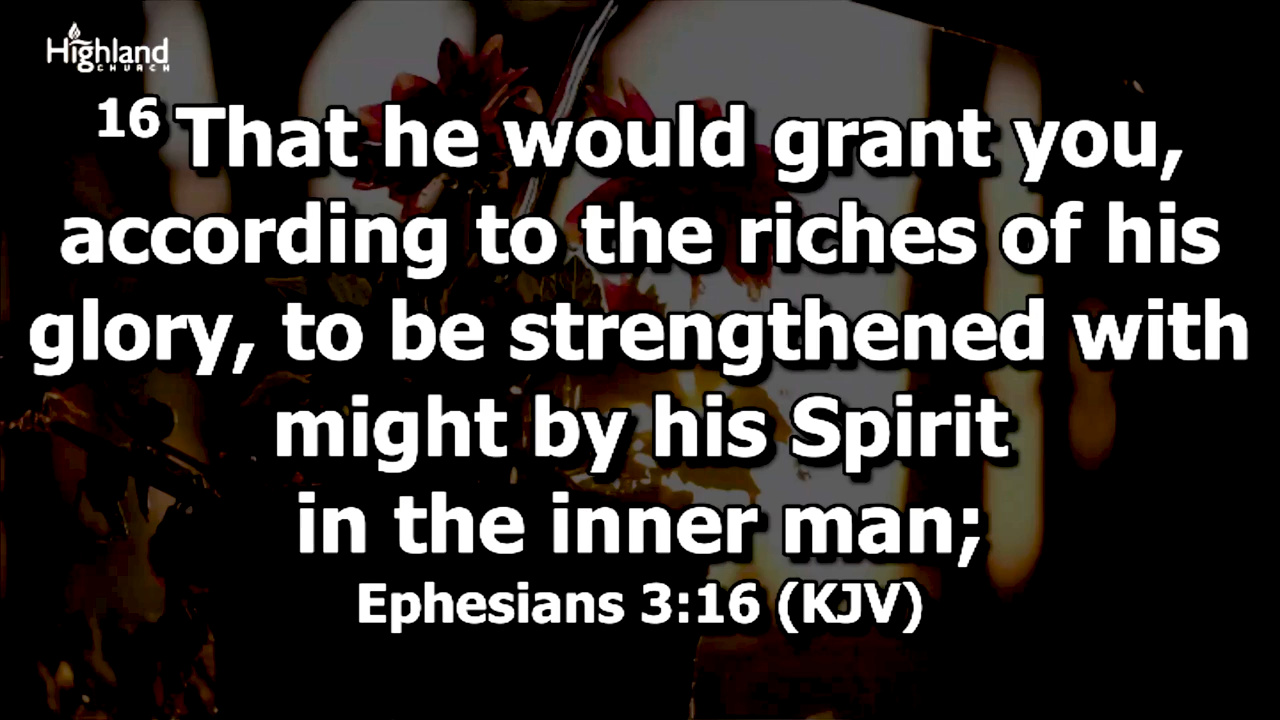 Highland
CHURCH
16 That he would grant you,
according to the riches of his
glory, to be strengthened with
might by his Spirit
in the inner man;
Ephesians 3:16 (KJV)